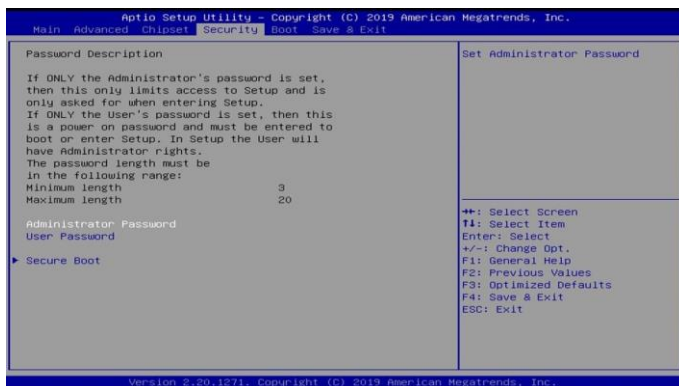 Aptio Setup Utility – Copyright (C) 2019 American Megatrends, Inc.
Main Advanced Chipset Security Boot Save & Exit
Password Description
If ONLY the Administrator's password is set,
then this only limits access to Setup and is
only asked for when entering Setup.
If ONLY the User's password is set, then this
is a power on password and must be entered to
boot or enter Setup. In Setup the User will
have Administrator rights.
The password length must be
in the following range:
Minimum length 3
Maximum length 20
Administrator Password
User Password
► Secure Boot
Set Administrator Password
→←: Select Screen
↑↓: Select Item
Enter: Select
+/-: Change Opt.
F1: General Help
F2: Previous Values
F3: Optimized Defaults
F4: Save & Exit
ESC: Exit
Version 2.20.1271. Copyright (C) 2019 American Megatrends, Inc.